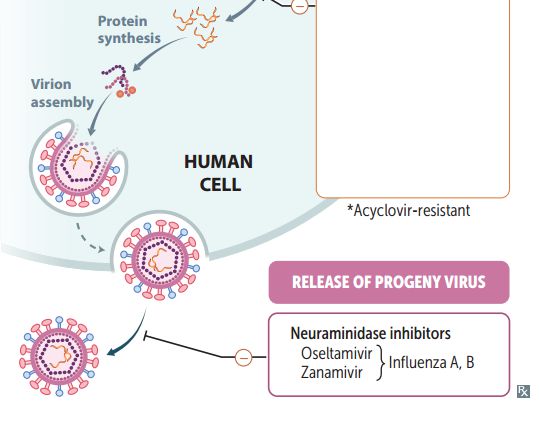 Protein
synthesis
Virion
assembly
HUMAN
CELL
*Acyclovir-resistant
RELEASE OF PROGENY VIRUS
Neuraminidase inhibitors
Oseltamivir
Zanamivir
Influenza A, B
℞